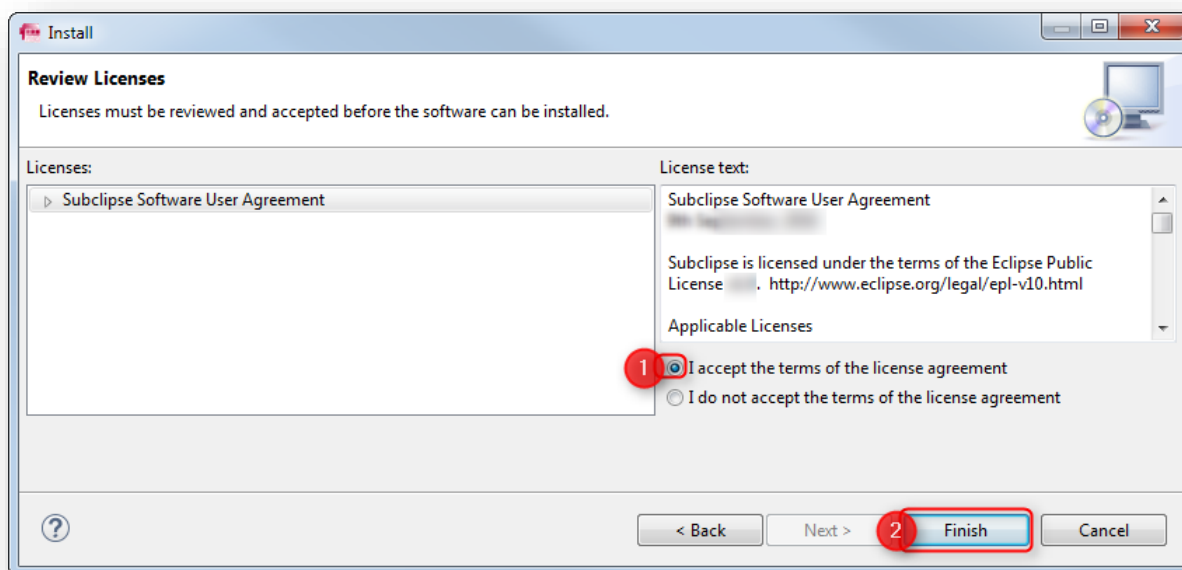 Install
Review Licenses
Licenses must be reviewed and accepted before the software can be installed.
Licenses:
Subclipse Software User Agreement
License text:
Subclipse Software User Agreement
Subclipse is licensed under the terms of the Eclipse Public
License . http://www.eclipse.org/legal/epl-v10.html
Applicable Licenses
1
I accept the terms of the license agreement
I do not accept the terms of the license agreement
?
< Back
Next >
2
Finish
Cancel